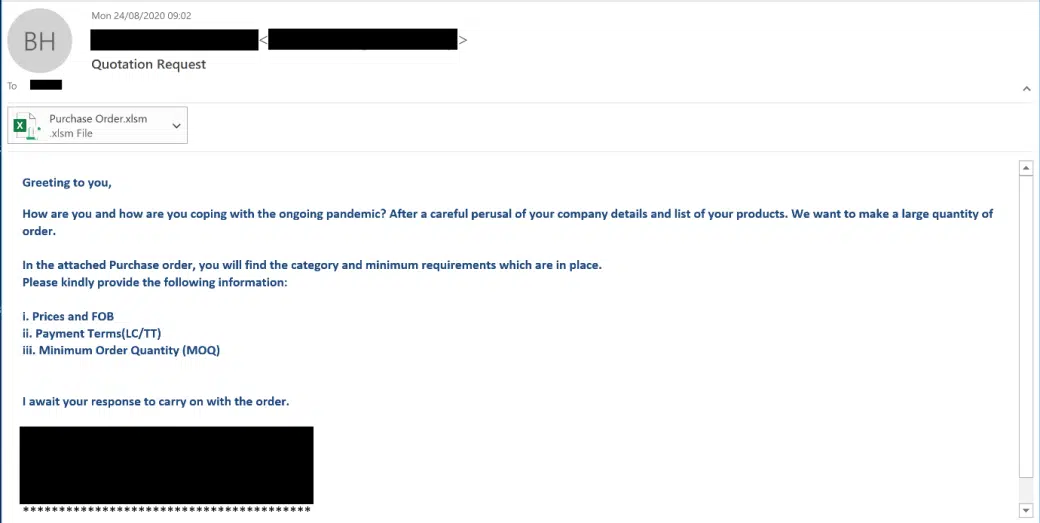 Mon 24/08/2020 09:02
BH
< >
Quotation Request
To
Purchase Order.xlsm
.xlsm File
Greeting to you,
How are you and how are you coping with the ongoing pandemic? After a careful perusal of your company details and list of your products. We want to make a large quantity of
order.
In the attached Purchase order, you will find the category and minimum requirements which are in place.
Please kindly provide the following information:
i. Prices and FOB
ii. Payment Terms(LC/TT)
iii. Minimum Order Quantity (MOQ)
I await your response to carry on with the order.
****************************************